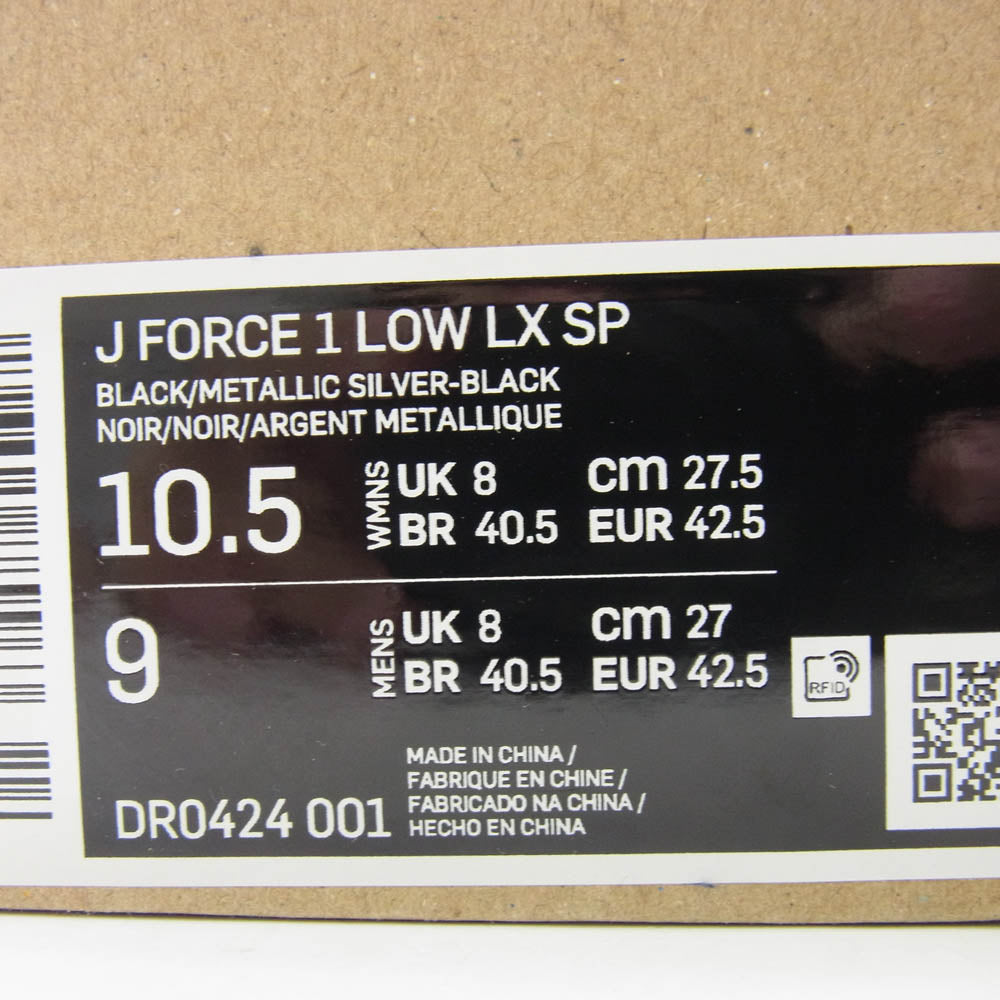 J FORCE 1 LOW LX SP
BLACK/METALLIC SILVER-BLACK
NOIR/NOIR/ARGENT METALLIQUE
10.5 WMNS UK 8 cm 27.5
BR 40.5 EUR 42.5
9 MENS UK 8 cm 27
BR 40.5 EUR 42.5
RFID
MADE IN CHINA /
FABRIQUE EN CHINE /
FABRICADO NA CHINA /
HECHO EN CHINA
DR0424 001